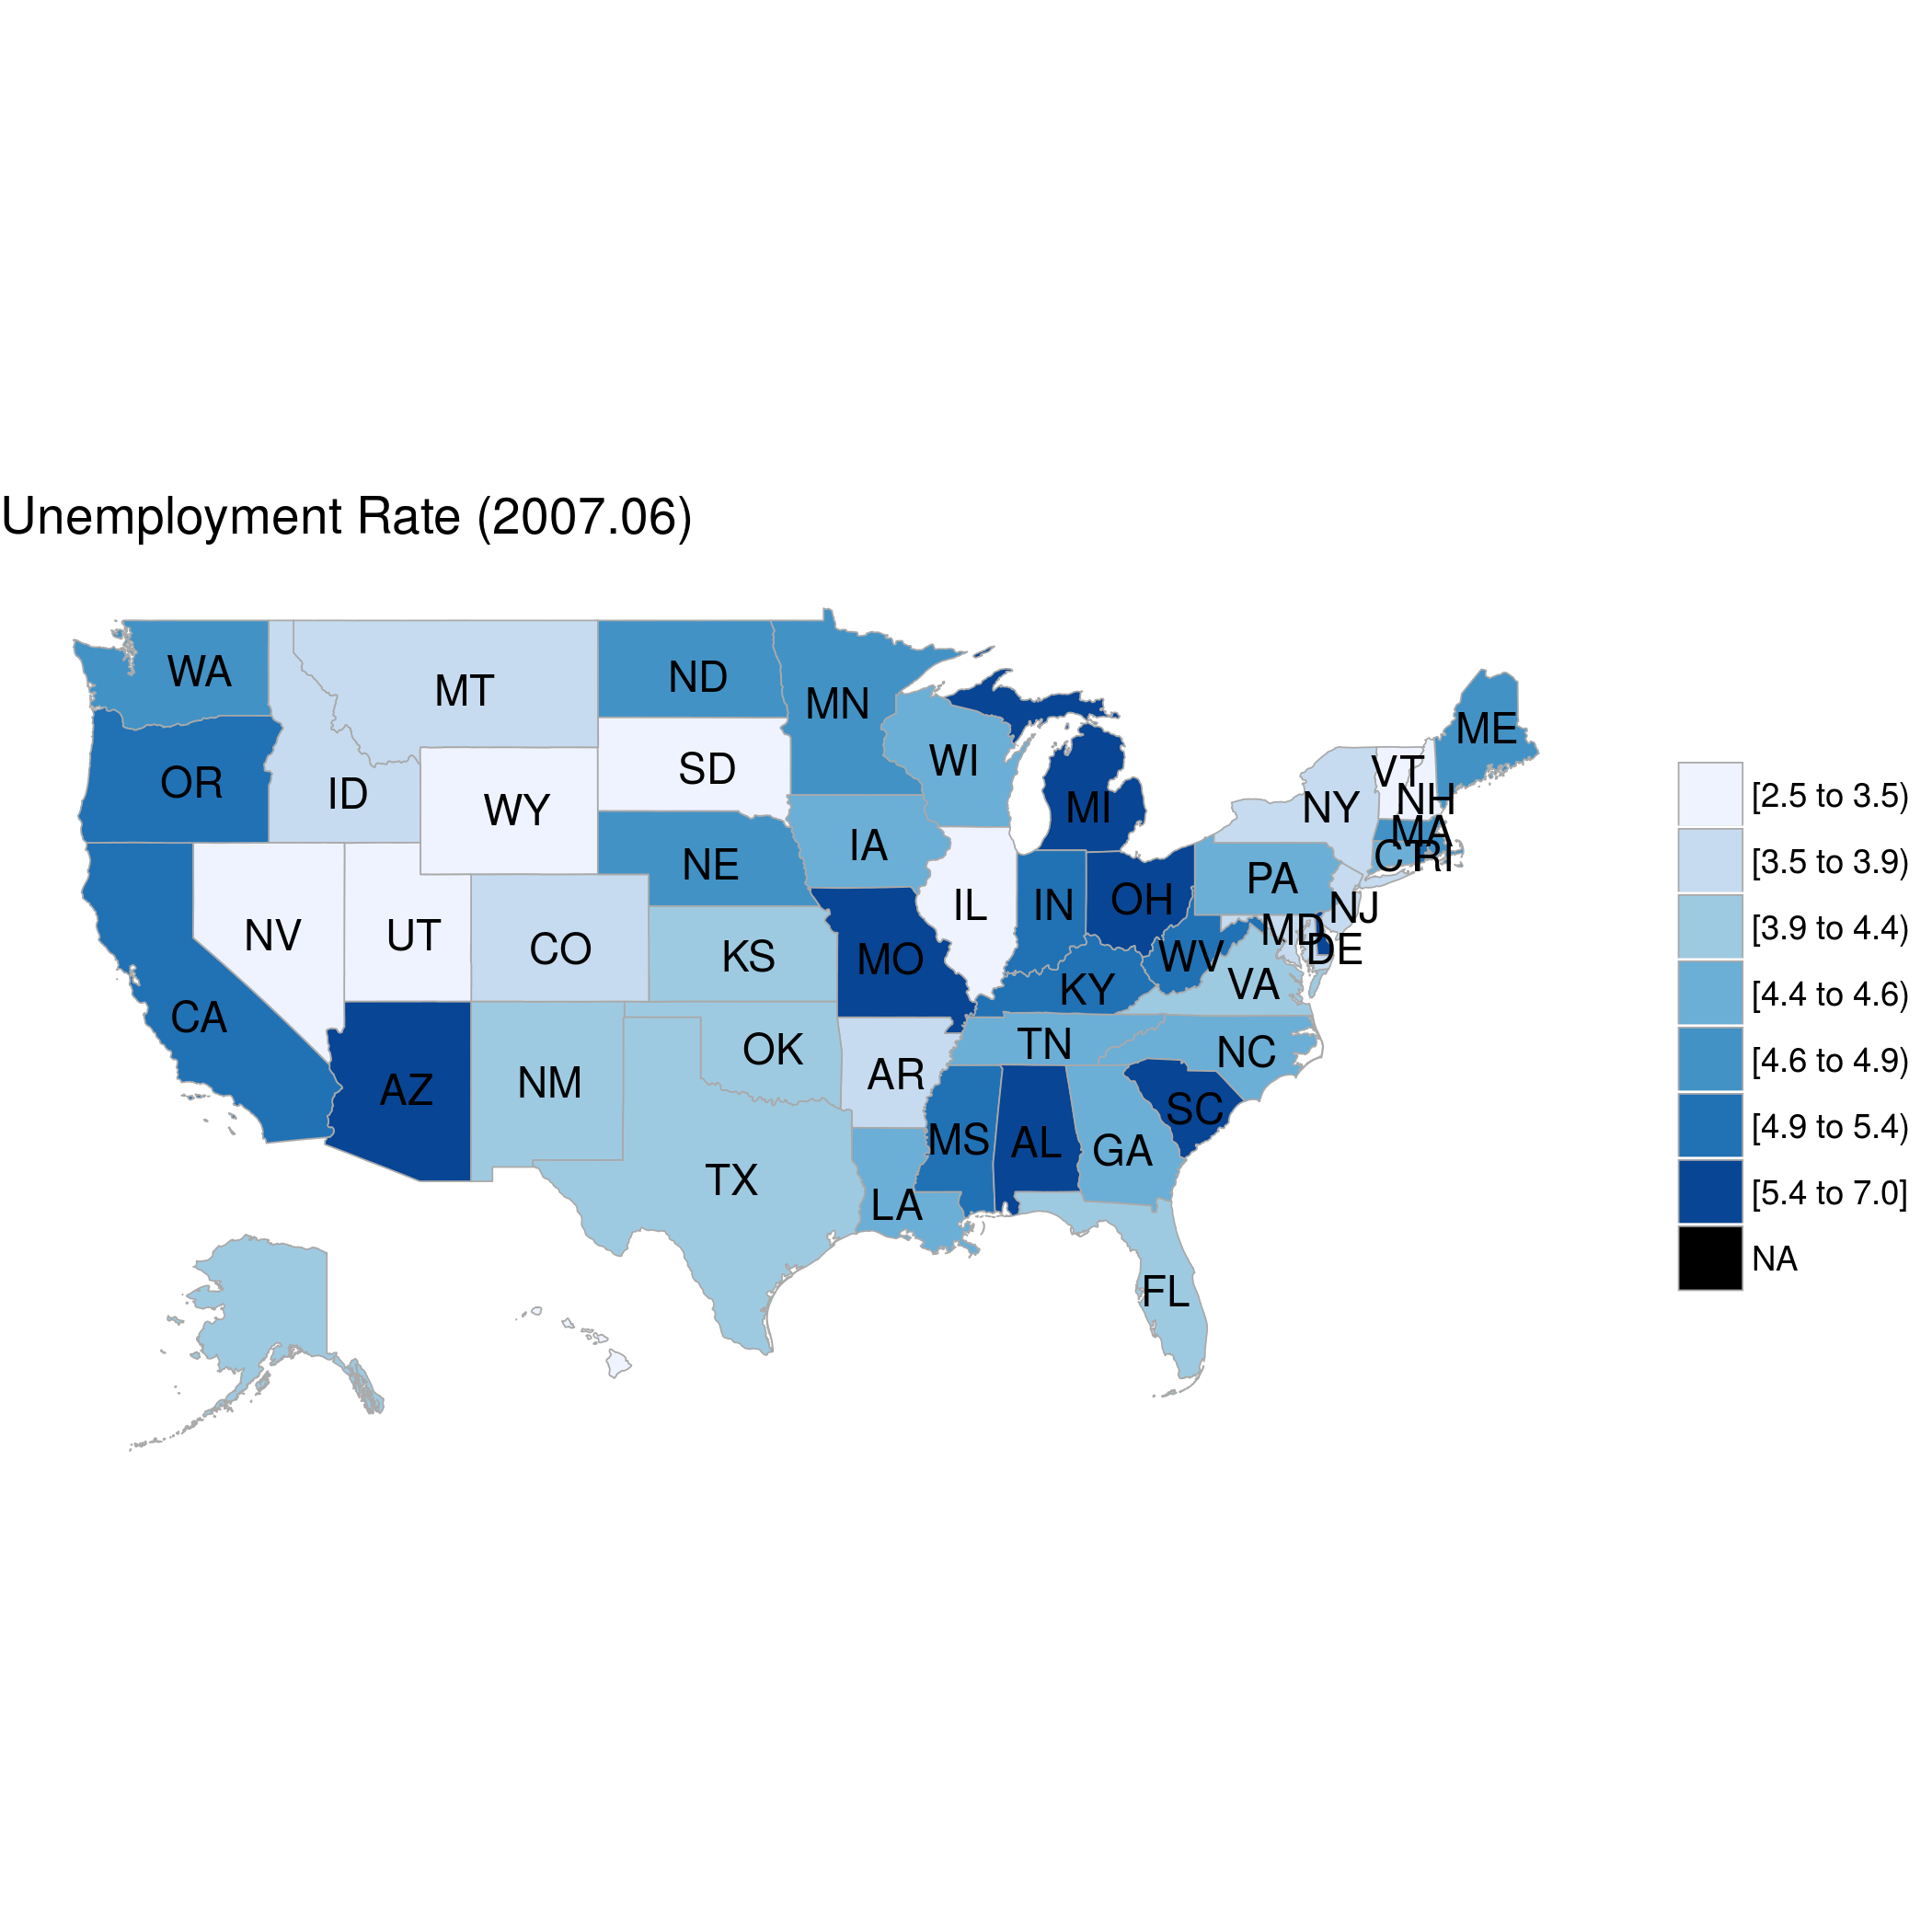 Unemployment Rate (2007.06)
WA
MT
ND
MN
ME
OR
ID
SD
WI
VT
WY
MI
NY
NH
MA
NE
IA
PA
C
RI
NV
UT
CO
KS
MO
IL
IN
OH
NJ
MD
DE
WV
VA
KY
CA
AZ
NM
OK
AR
TN
NC
TX
LA
MS
AL
GA
SC
FL
[2.5 to 3.5)
[3.5 to 3.9)
[3.9 to 4.4)
[4.4 to 4.6)
[4.6 to 4.9)
[4.9 to 5.4)
[5.4 to 7.0]
NA